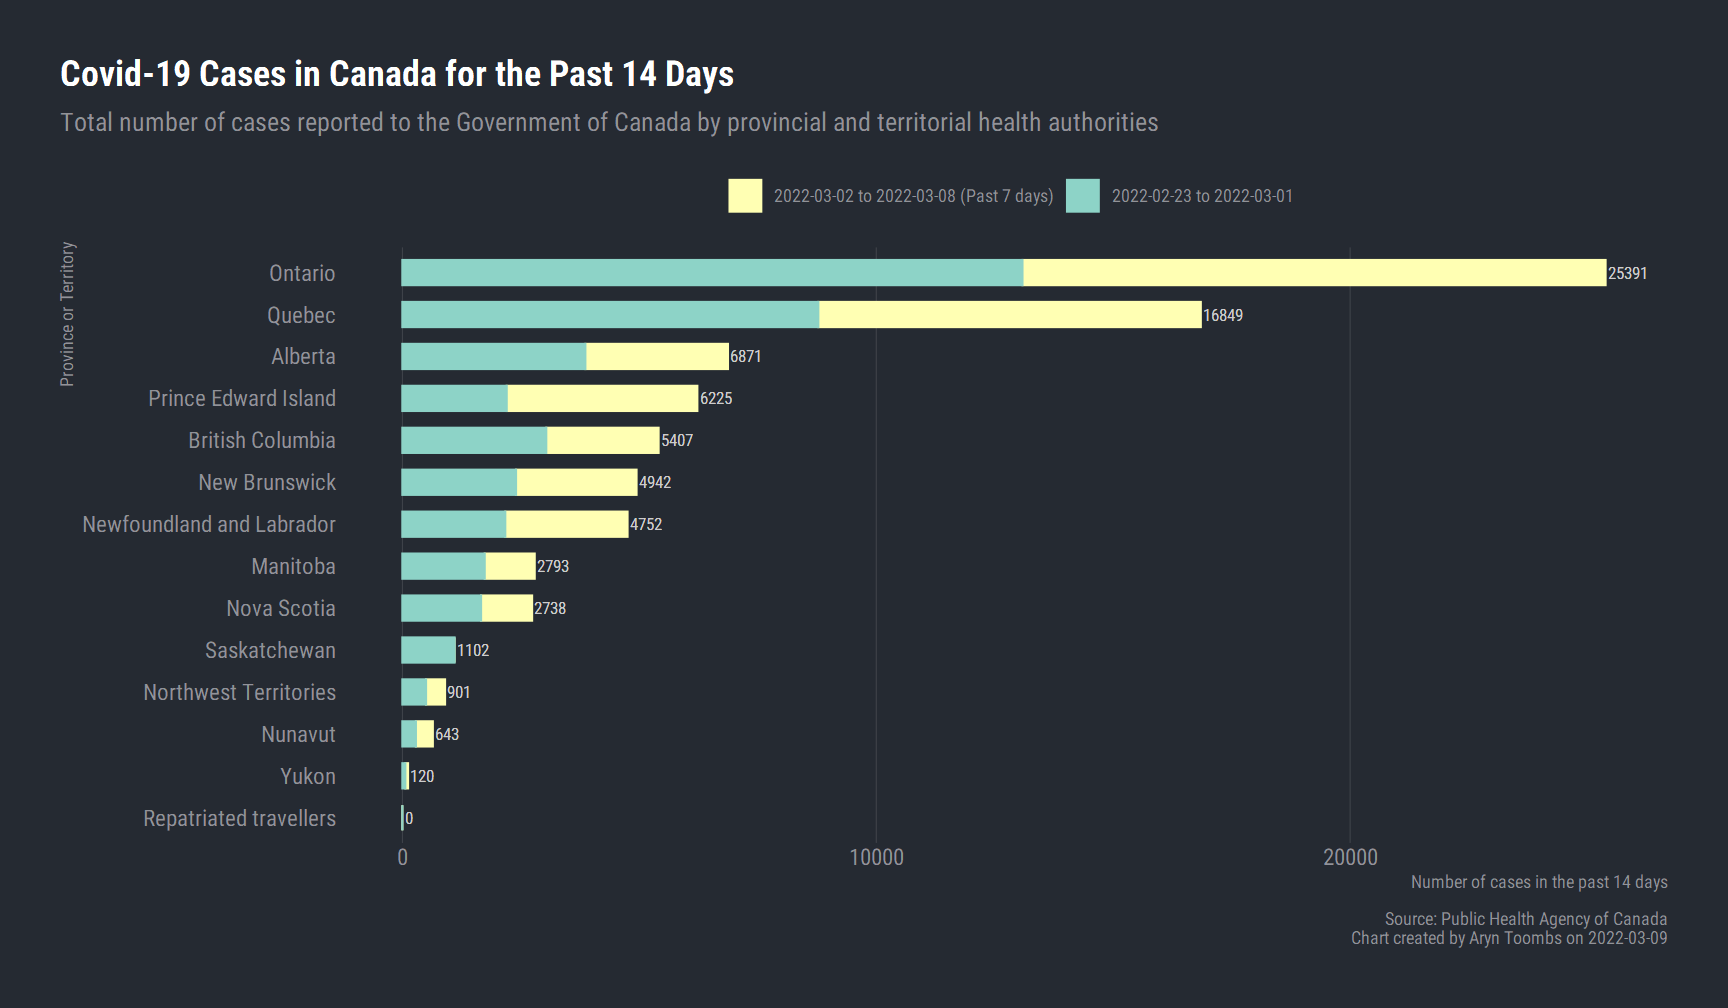 Covid-19 Cases in Canada for the Past 14 Days
Total number of cases reported to the Government of Canada by provincial and territorial health authorities
2022-03-02 to 2022-03-08 (Past 7 days) 2022-02-23 to 2022-03-01
Province or Territory
Ontario 25391
Quebec 16849
Alberta 6871
Prince Edward Island 6225
British Columbia 5407
New Brunswick 4942
Newfoundland and Labrador 4752
Manitoba 2793
Nova Scotia 2738
Saskatchewan 1102
Northwest Territories 901
Nunavut 643
Yukon 120
Repatriated travellers 0
0 10000 20000
Number of cases in the past 14 days
Source: Public Health Agency of Canada
Chart created by Aryn Toombs on 2022-03-09